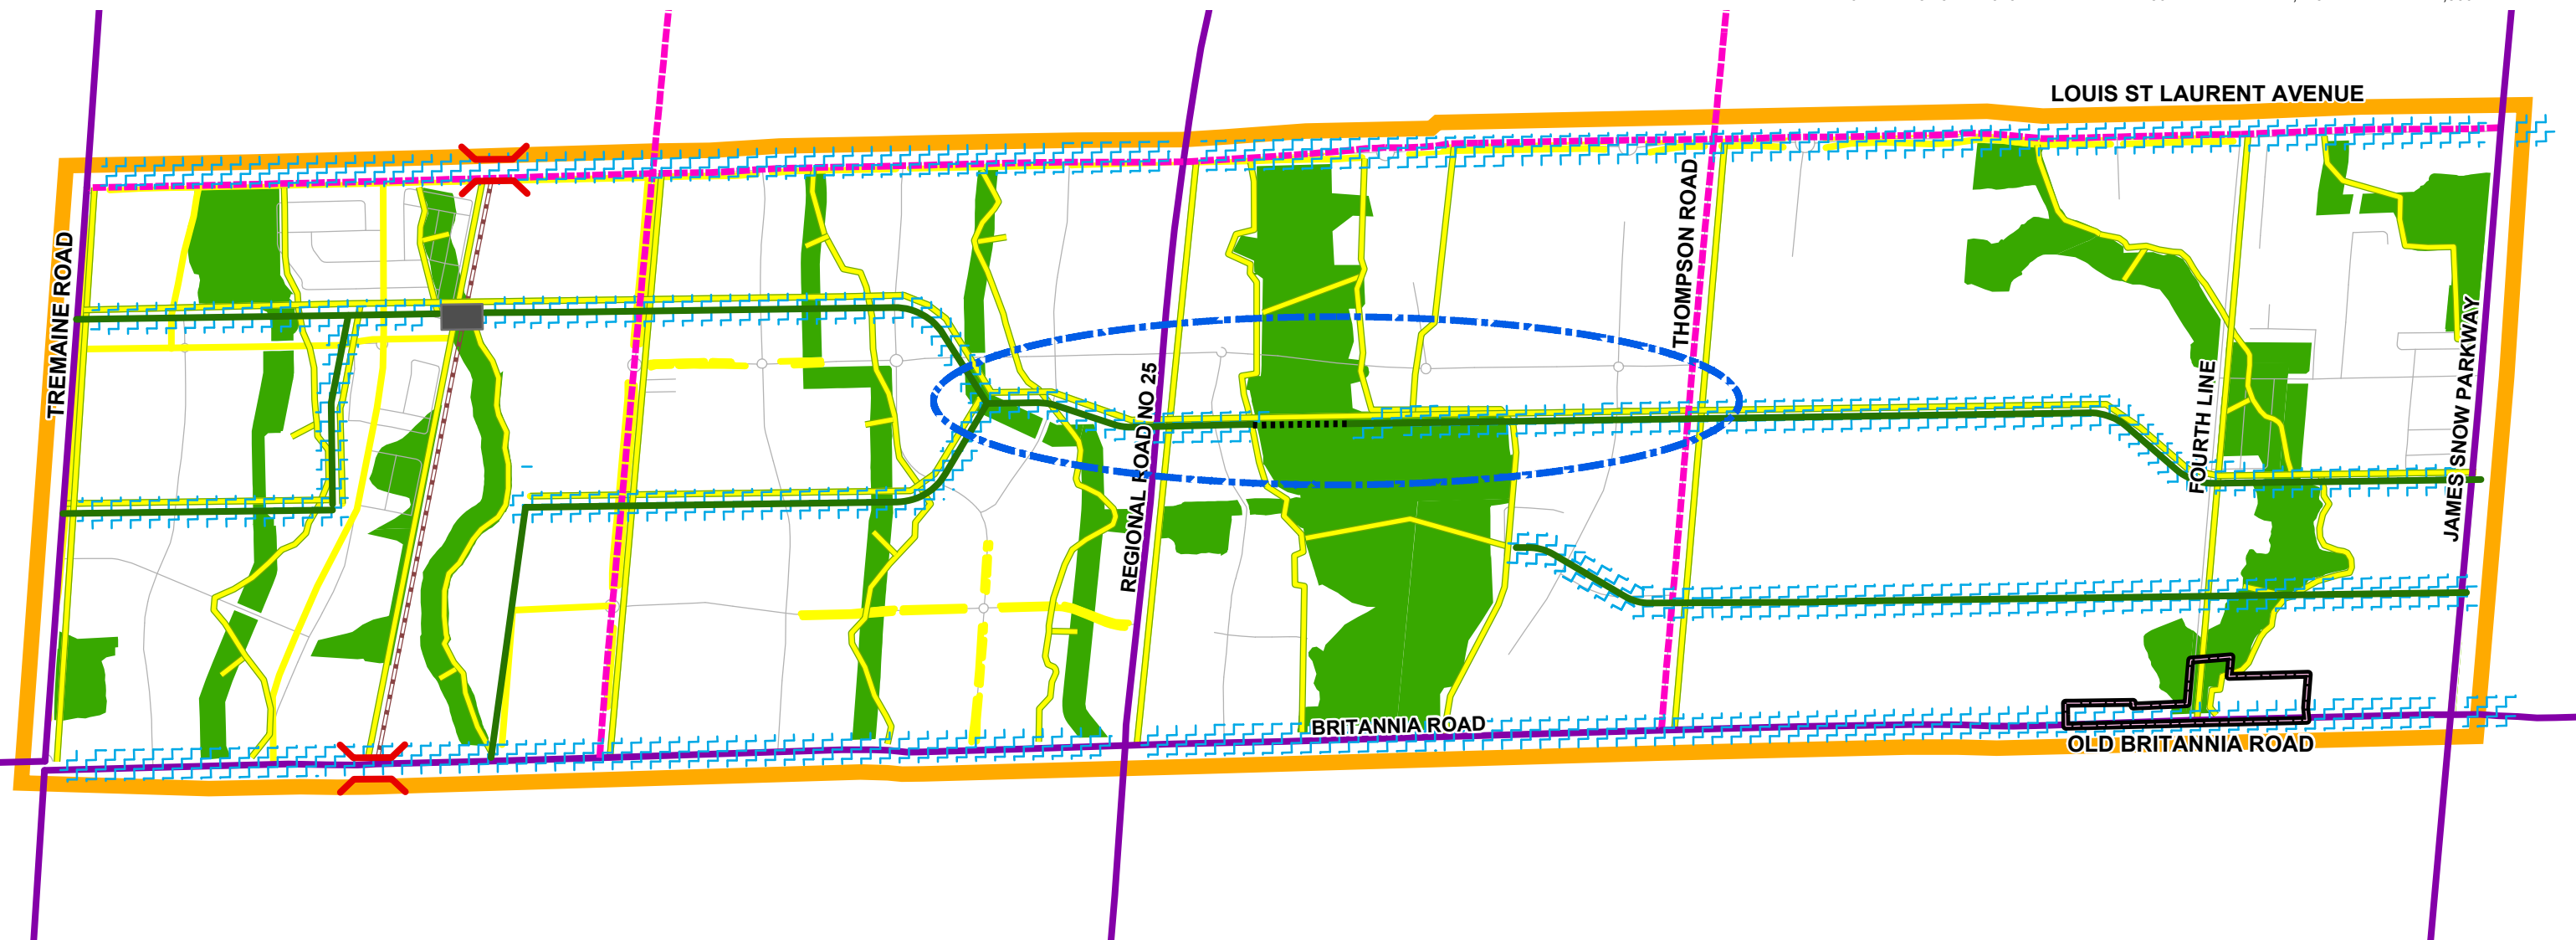 LOUIS ST LAURENT AVENUE
TREMAINE ROAD
THOMPSON ROAD
REGIONAL ROAD NO 25
FOURTH LINE
JAMES SNOW PARKWAY
BRITANNIA ROAD
OLD BRITANNIA ROAD